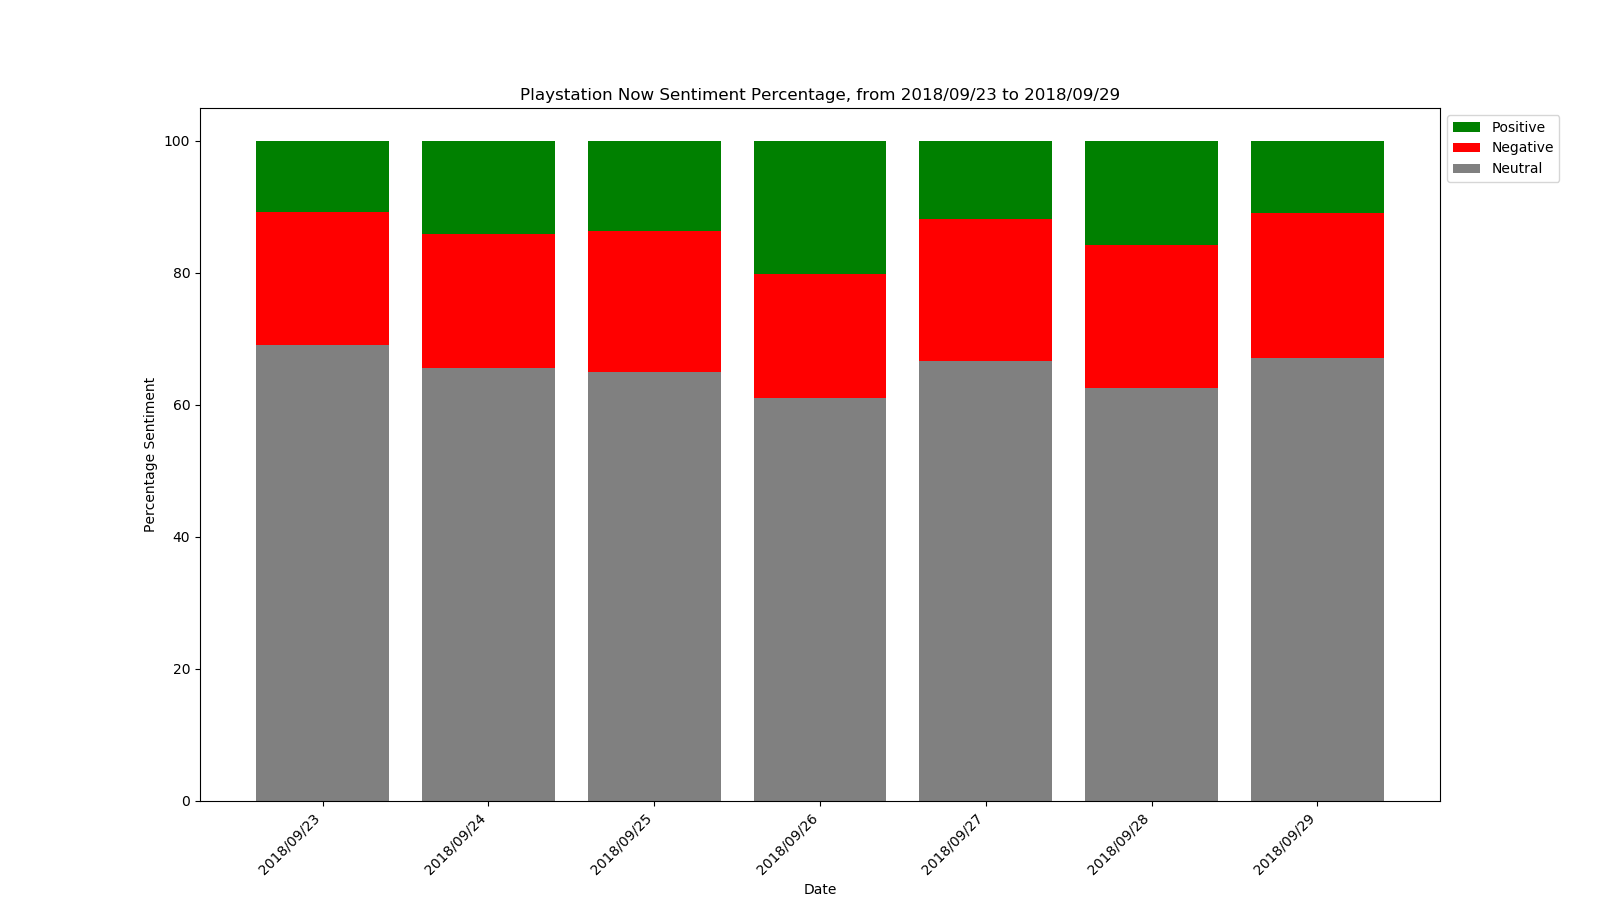 Playstation Now Sentiment Percentage, from 2018/09/23 to 2018/09/29
Positive
Negative
Neutral
Percentage Sentiment
100
80
60
40
20
0
2018/09/23
2018/09/24
2018/09/25
2018/09/26
2018/09/27
2018/09/28
2018/09/29
Date